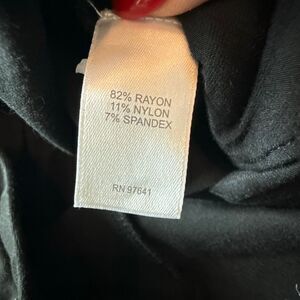 82% RAYON
11% NYLON
7% SPANDEX
RN 97641